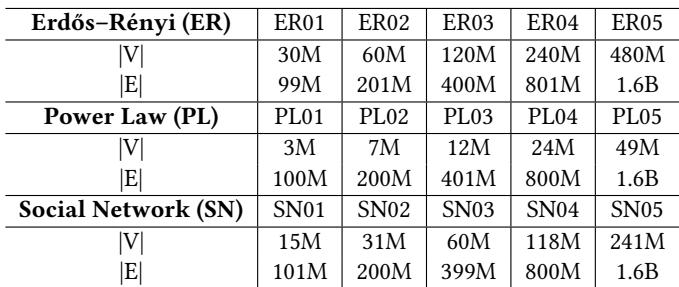 Erdős–Rényi (ER) ER01 ER02 ER03 ER04 ER05
|V| 30M 60M 120M 240M 480M
|E| 99M 201M 400M 801M 1.6B
Power Law (PL) PL01 PL02 PL03 PL04 PL05
|V| 3M 7M 12M 24M 49M
|E| 100M 200M 401M 800M 1.6B
Social Network (SN) SN01 SN02 SN03 SN04 SN05
|V| 15M 31M 60M 118M 241M
|E| 101M 200M 399M 800M 1.6B